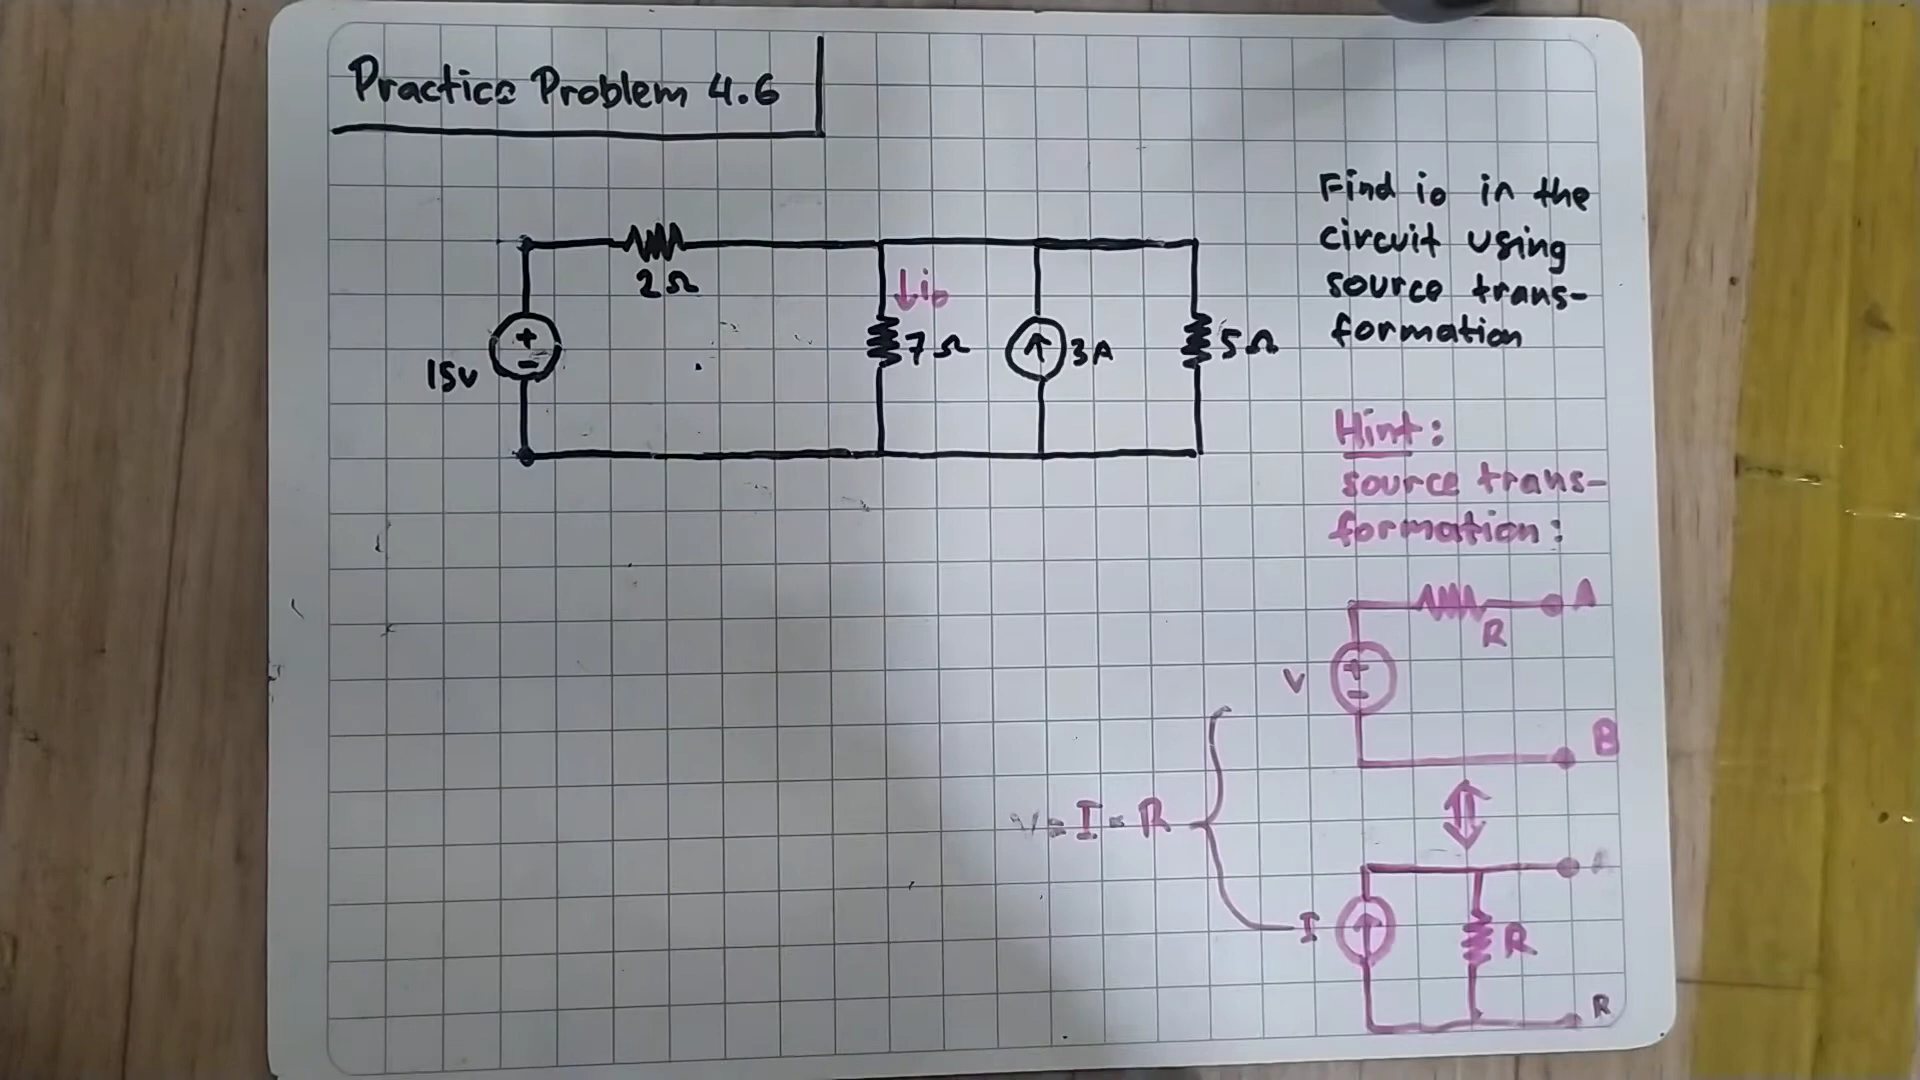 Practice Problem 4.6
Find io in the
circuit using
source trans-
formation
2Ω
↓io
15v
+
-
7Ω
↑
3A
5Ω
Hint:
source trans-
formation:
A
R
V
+
-
B
V = I · R
I
↑
R